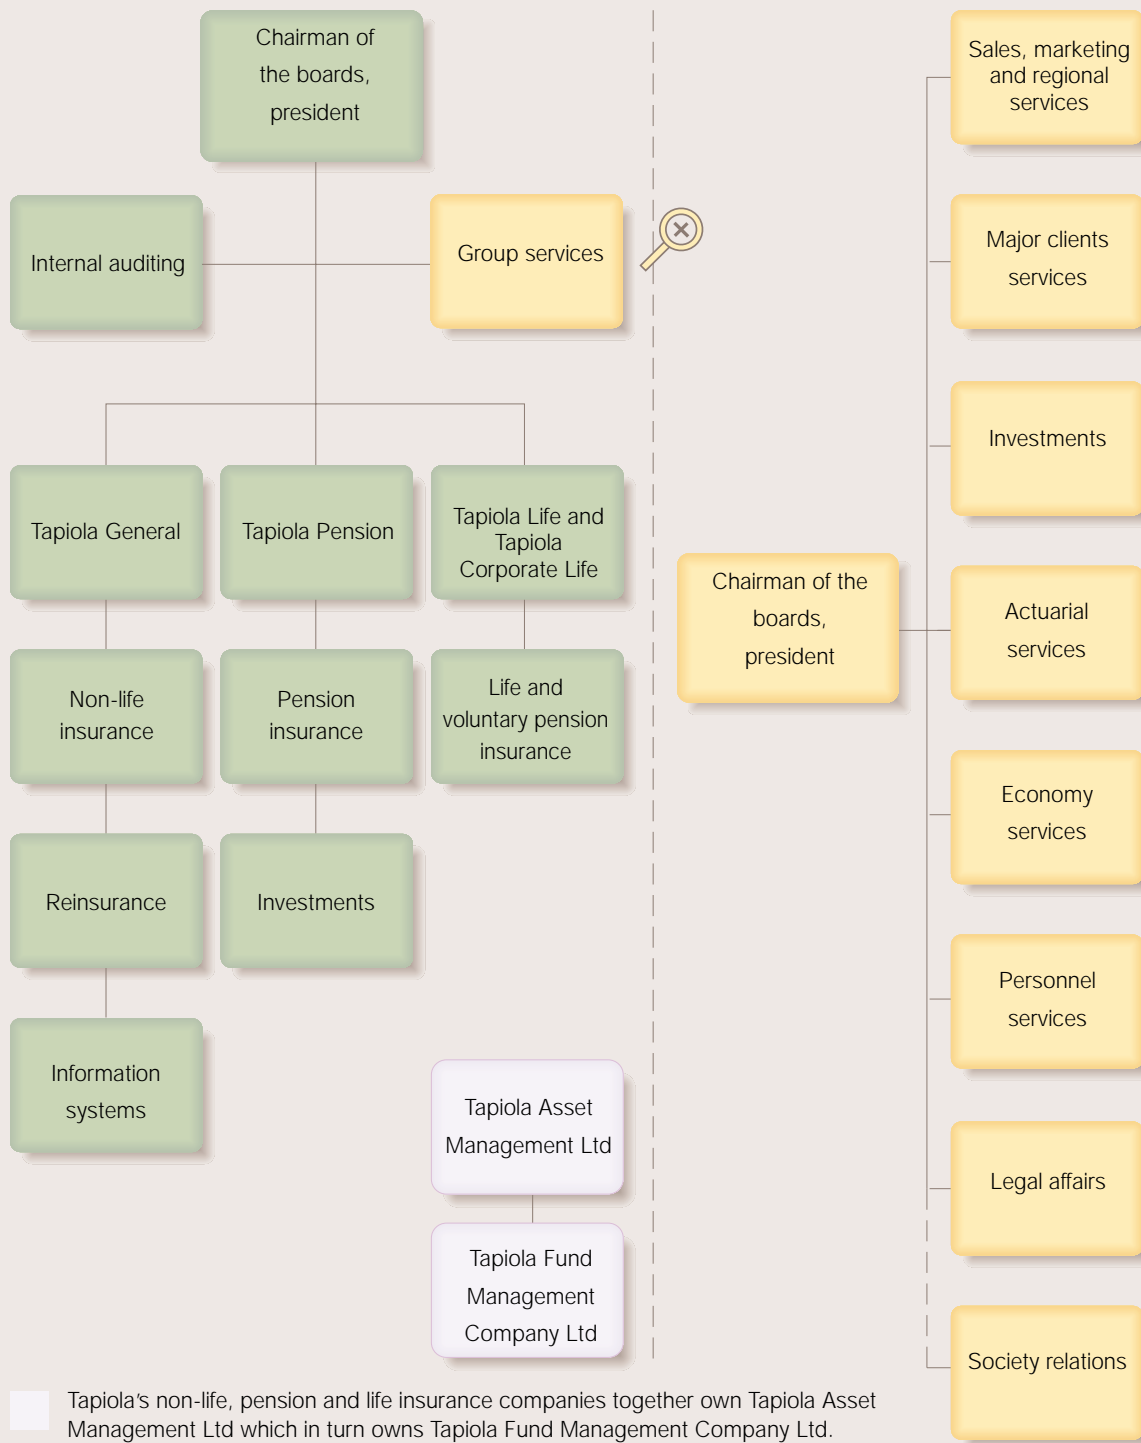 Chairman of
the boards,
president
Internal auditing
Group services
Tapiola General
Tapiola Pension
Tapiola Life and
Tapiola
Corporate Life
Non-life
insurance
Pension
insurance
Life and
voluntary pension
insurance
Reinsurance
Investments
Information
systems
Tapiola Asset
Management Ltd
Tapiola Fund
Management
Company Ltd
Chairman of the
boards,
president
Sales, marketing
and regional
services
Major clients
services
Investments
Actuarial
services
Economy
services
Personnel
services
Legal affairs
Society relations
Tapiola's non-life, pension and life insurance companies together own Tapiola Asset
Management Ltd which in turn owns Tapiola Fund Management Company Ltd.